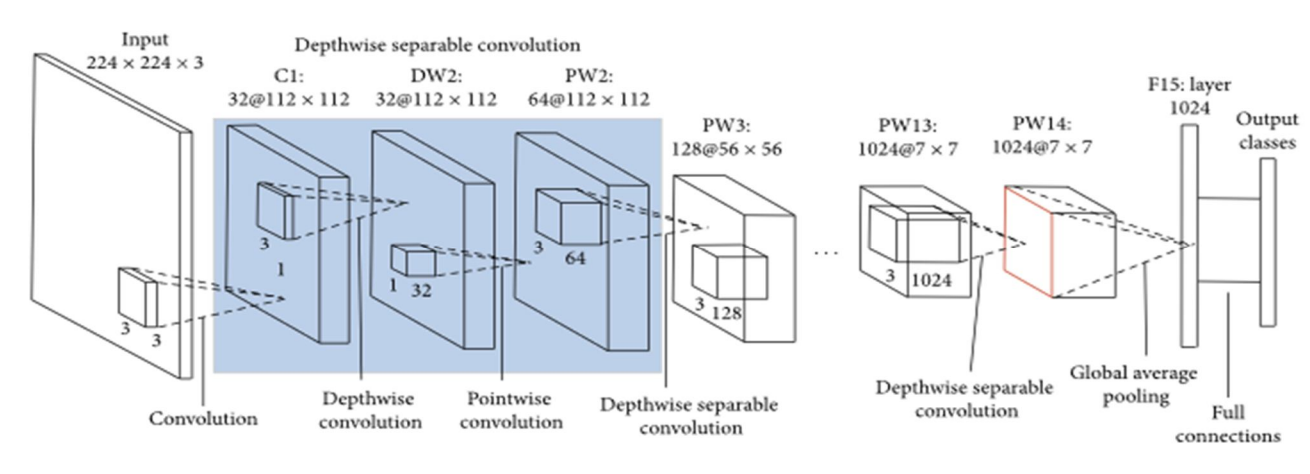 Input
224 × 224 × 3
Depthwise separable convolution
C1:
32@112 × 112
DW2:
32@112 × 112
PW2:
64@112 × 112
PW3:
128@56 × 56
PW13:
1024@7 × 7
PW14:
1024@7 × 7
F15: layer
1024
Output
classes
3
3
3
1
1
32
3
64
3
128
...
3
1024
Convolution
Depthwise
convolution
Pointwise
convolution
Depthwise separable
convolution
Depthwise separable
convolution
Global average
pooling
Full
connections